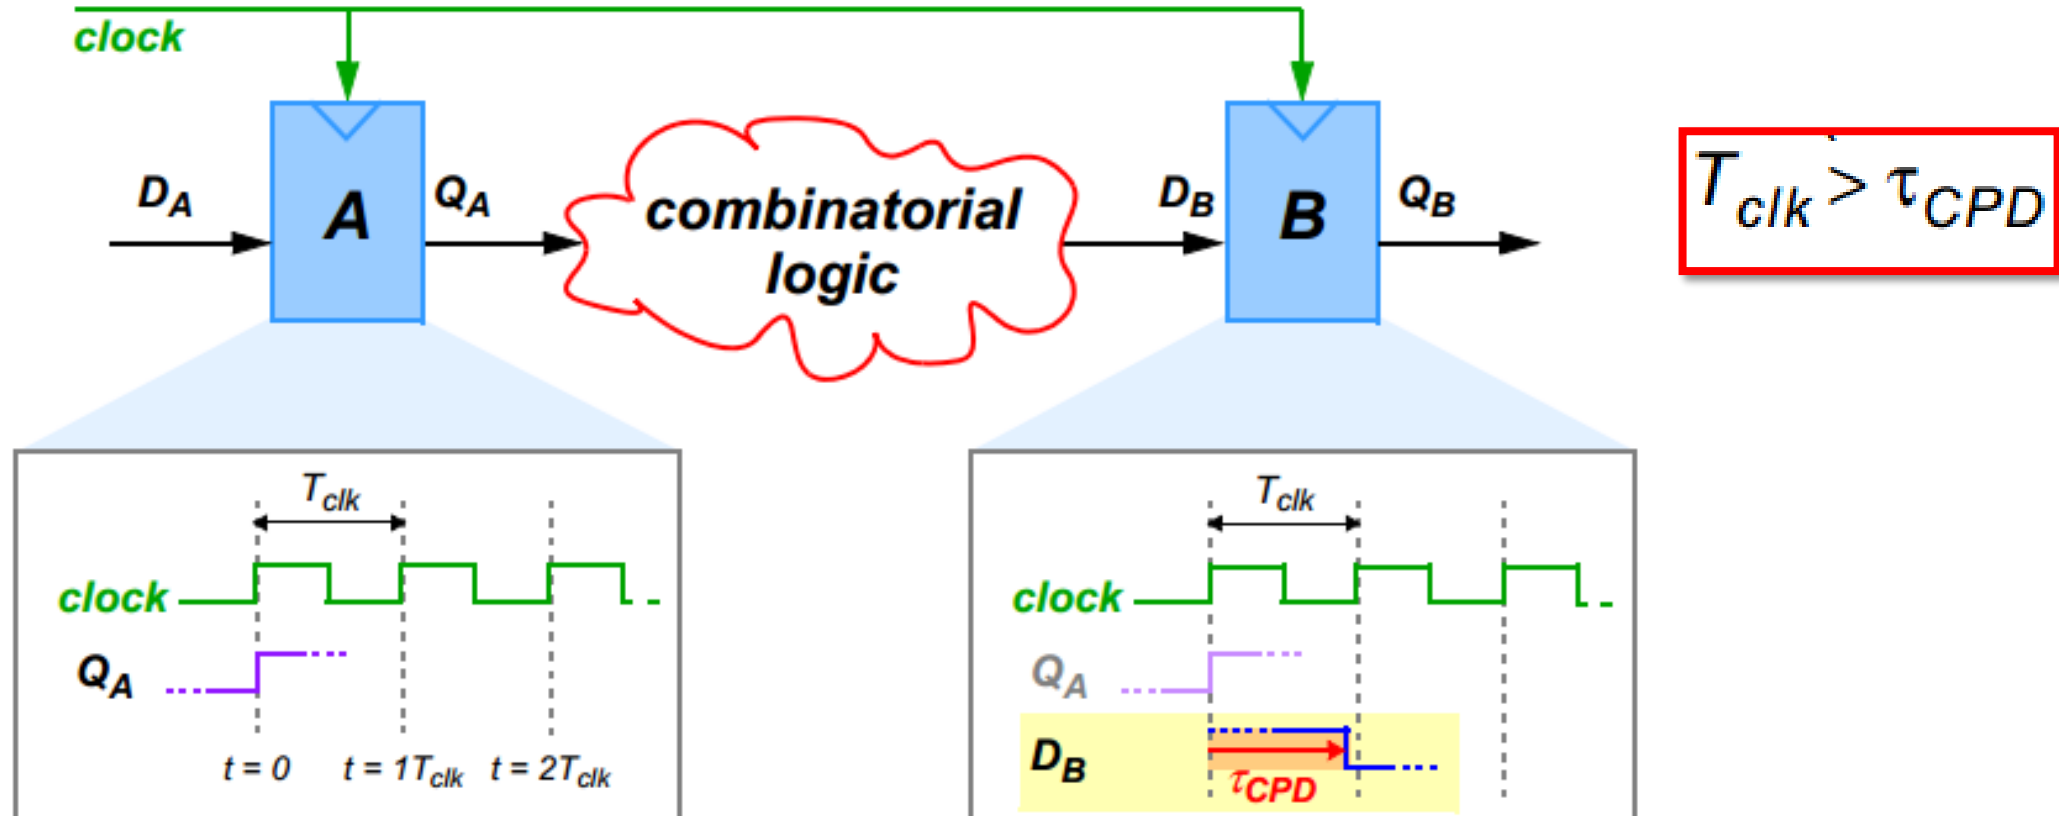 clock
D_A
A
Q_A
combinatorial
logic
D_B
B
Q_B
T_clk > τ_CPD
T_clk
clock
Q_A
t = 0
t = 1T_clk
t = 2T_clk
T_clk
clock
Q_A
D_B
τ_CPD